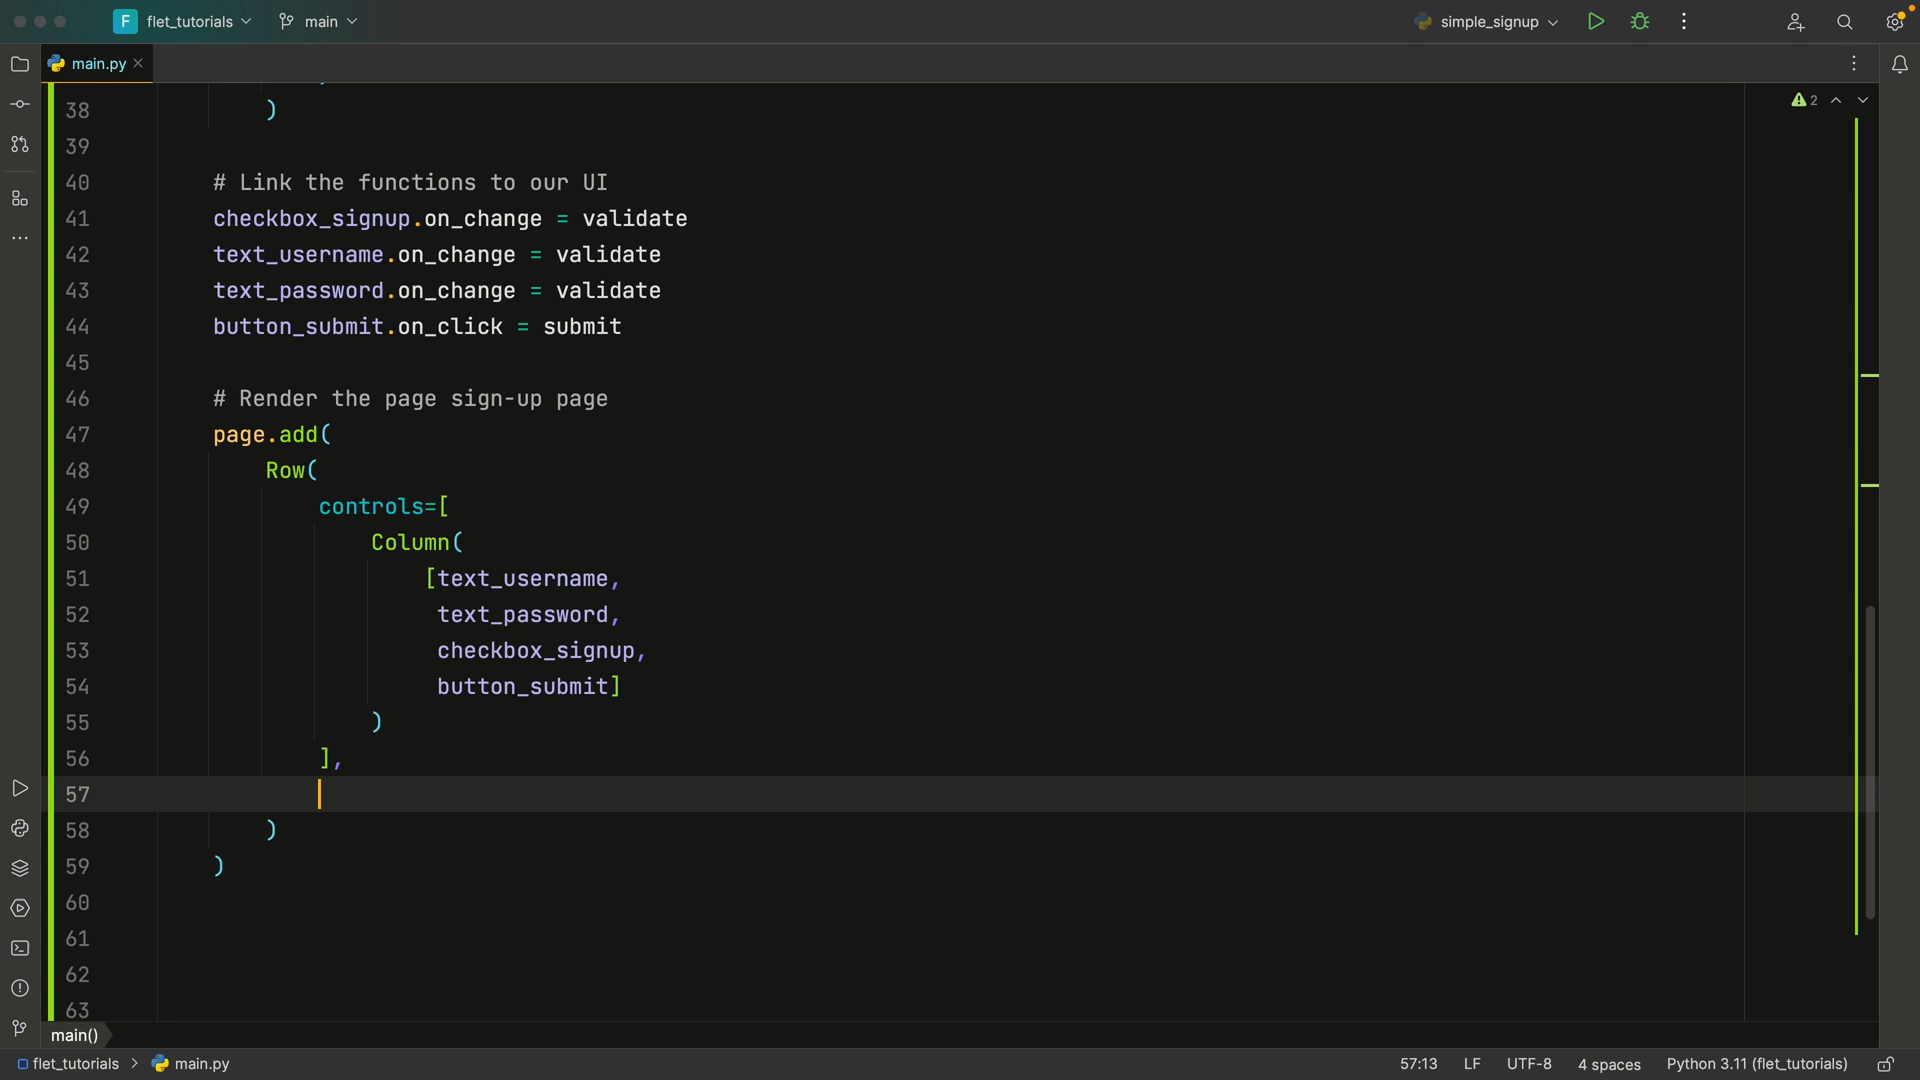 F flet_tutorials main simple_signup
main.py
2
38 )
39
40 # Link the functions to our UI
41 checkbox_signup.on_change = validate
42 text_username.on_change = validate
43 text_password.on_change = validate
44 button_submit.on_click = submit
45
46 # Render the page sign-up page
47 page.add(
48 Row(
49 controls=[
50 Column(
51 [text_username,
52 text_password,
53 checkbox_signup,
54 button_submit]
55 )
56 ],
57
58 )
59 )
60
61
62
63
main()
flet_tutorials > main.py 57:13 LF UTF-8 4 spaces Python 3.11 (flet_tutorials)